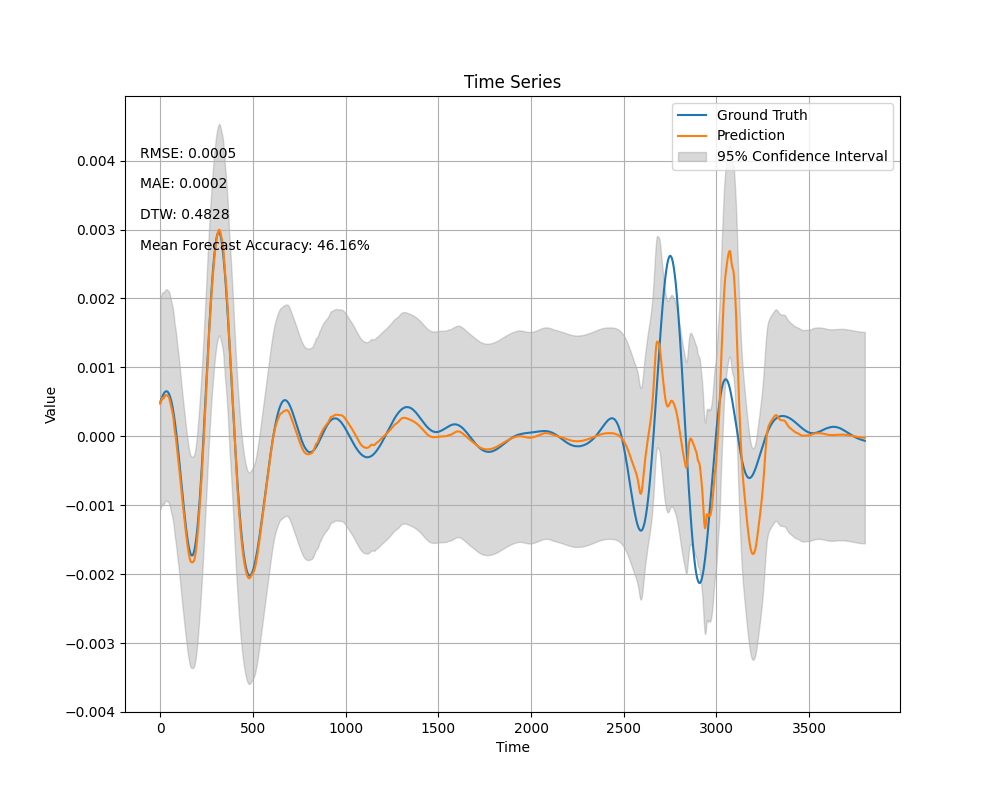 Time Series
Ground Truth
Prediction
95% Confidence Interval
RMSE: 0.0005
MAE: 0.0002
DTW: 0.4828
Mean Forecast Accuracy: 46.16%
0.004
0.003
0.002
0.001
0.000
−0.001
−0.002
−0.003
−0.004
Value
0 500 1000 1500 2000 2500 3000 3500
Time